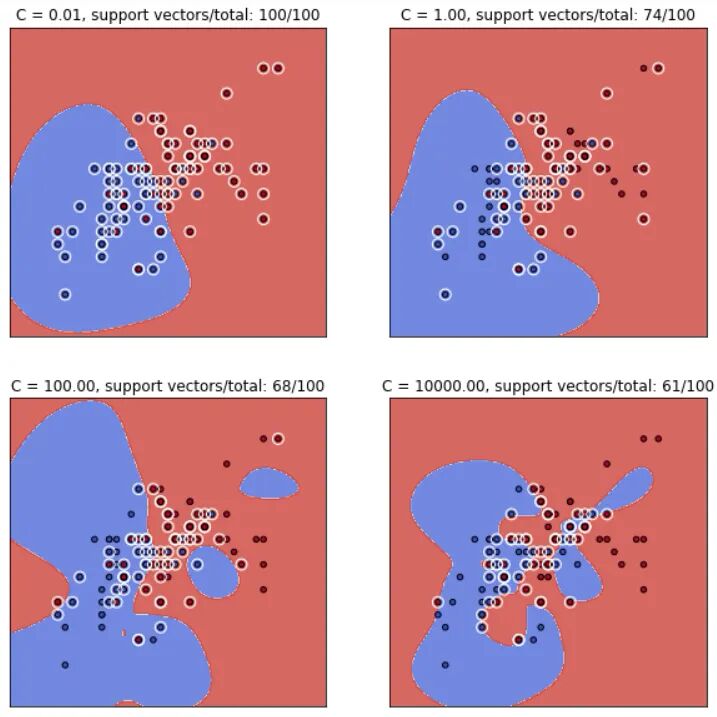 C = 0.01, support vectors/total: 100/100
C = 1.00, support vectors/total: 74/100
C = 100.00, support vectors/total: 68/100
C = 10000.00, support vectors/total: 61/100